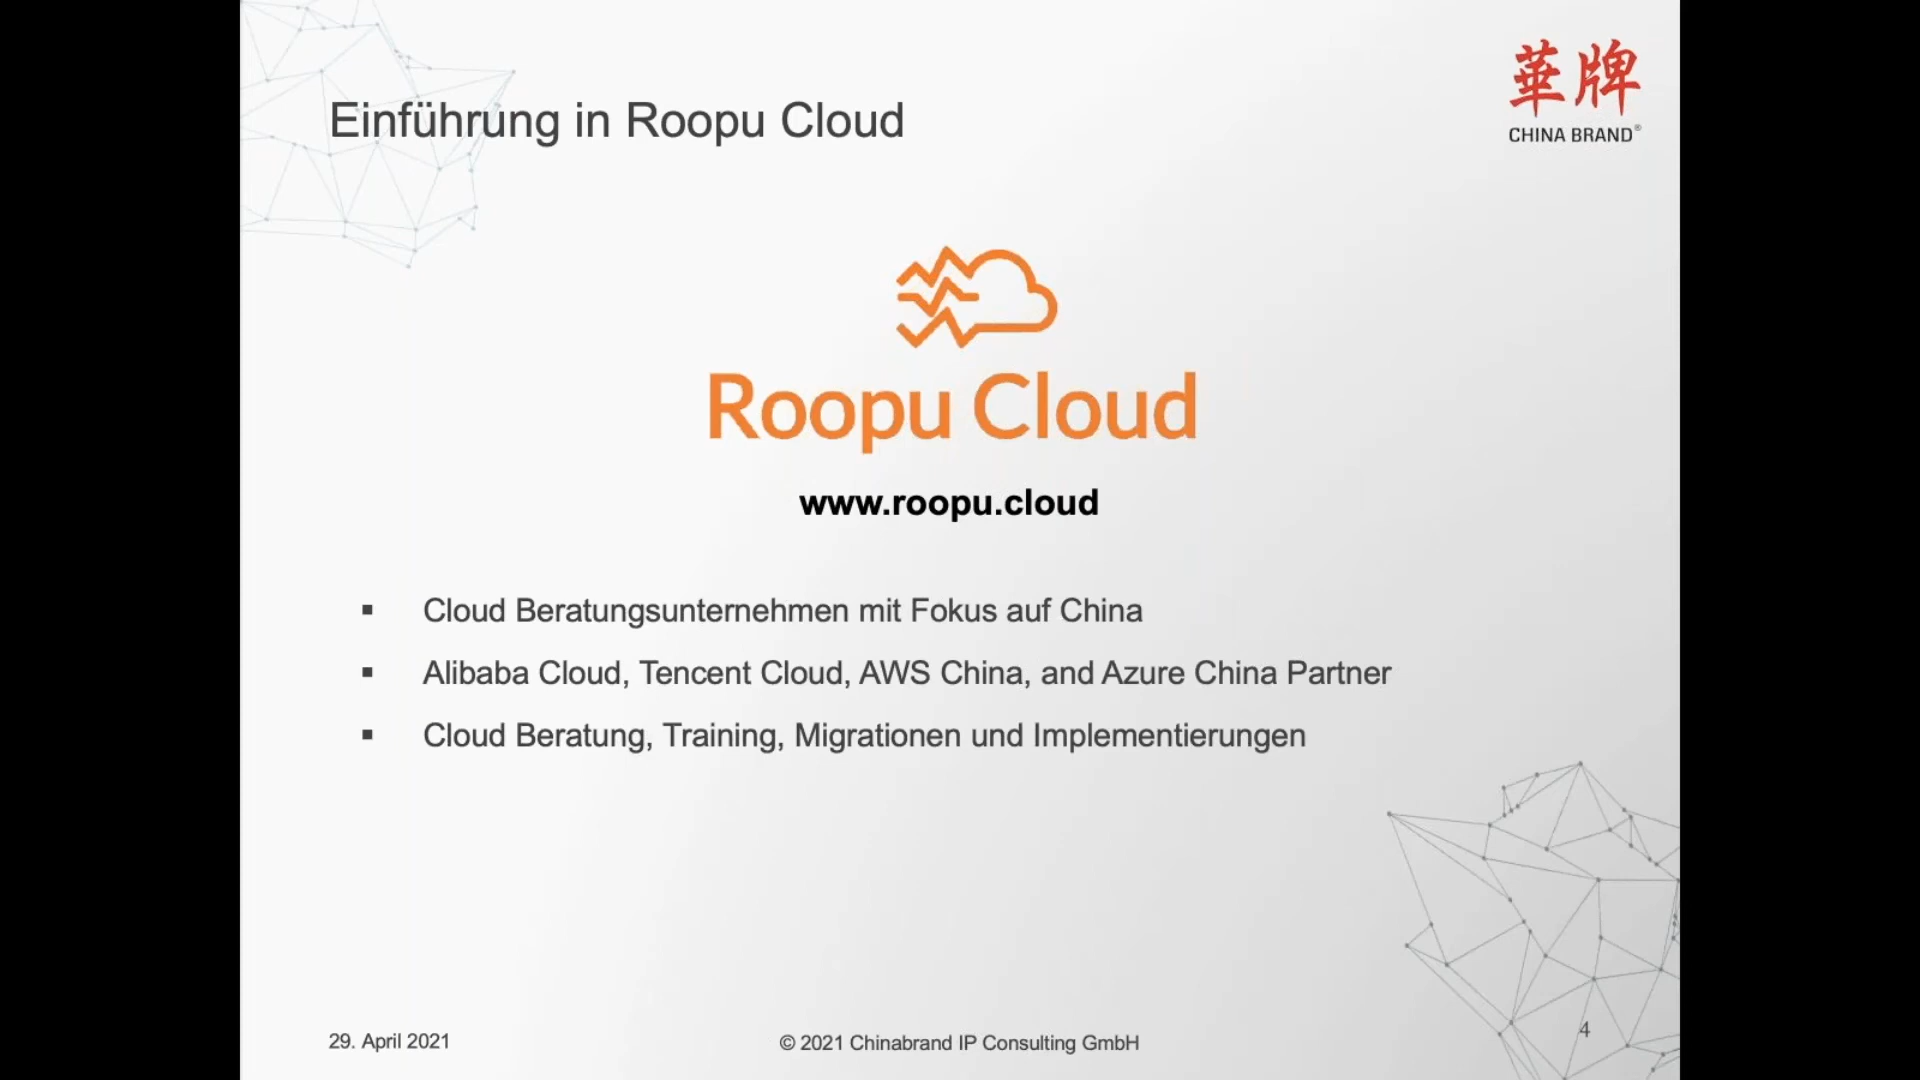 Einführung in Roopu Cloud
華牌
CHINA BRAND®
Roopu Cloud
www.roopu.cloud
▪ Cloud Beratungsunternehmen mit Fokus auf China
▪ Alibaba Cloud, Tencent Cloud, AWS China, and Azure China Partner
▪ Cloud Beratung, Training, Migrationen und Implementierungen
29. April 2021
© 2021 Chinabrand IP Consulting GmbH
4